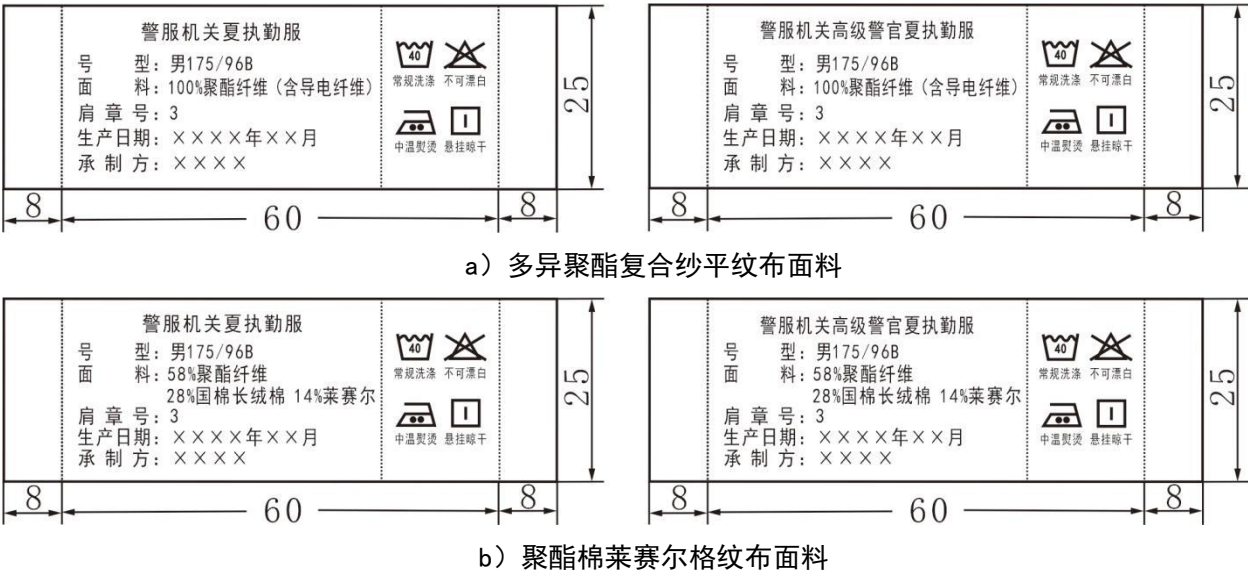 警服机关夏执勤服
号 型：男175/96B
面 料：100%聚酯纤维（含导电纤维）
肩 章 号：3
生产日期：××××年××月
承 制 方：××××
40
常规洗涤 不可漂白
中温熨烫 悬挂晾干
25
8 60 8
警服机关高级警官夏执勤服
号 型：男175/96B
面 料：100%聚酯纤维（含导电纤维）
肩 章 号：3
生产日期：××××年××月
承 制 方：××××
40
常规洗涤 不可漂白
中温熨烫 悬挂晾干
25
8 60 8
a）多异聚酯复合纱平纹布面料
警服机关夏执勤服
号 型：男175/96B
面 料：58%聚酯纤维
28%国棉长绒棉 14%莱赛尔
肩 章 号：3
生产日期：××××年××月
承 制 方：××××
40
常规洗涤 不可漂白
中温熨烫 悬挂晾干
25
8 60 8
警服机关高级警官夏执勤服
号 型：男175/96B
面 料：58%聚酯纤维
28%国棉长绒棉 14%莱赛尔
肩 章 号：3
生产日期：××××年××月
承 制 方：××××
40
常规洗涤 不可漂白
中温熨烫 悬挂晾干
25
8 60 8
b）聚酯棉莱赛尔格纹布面料